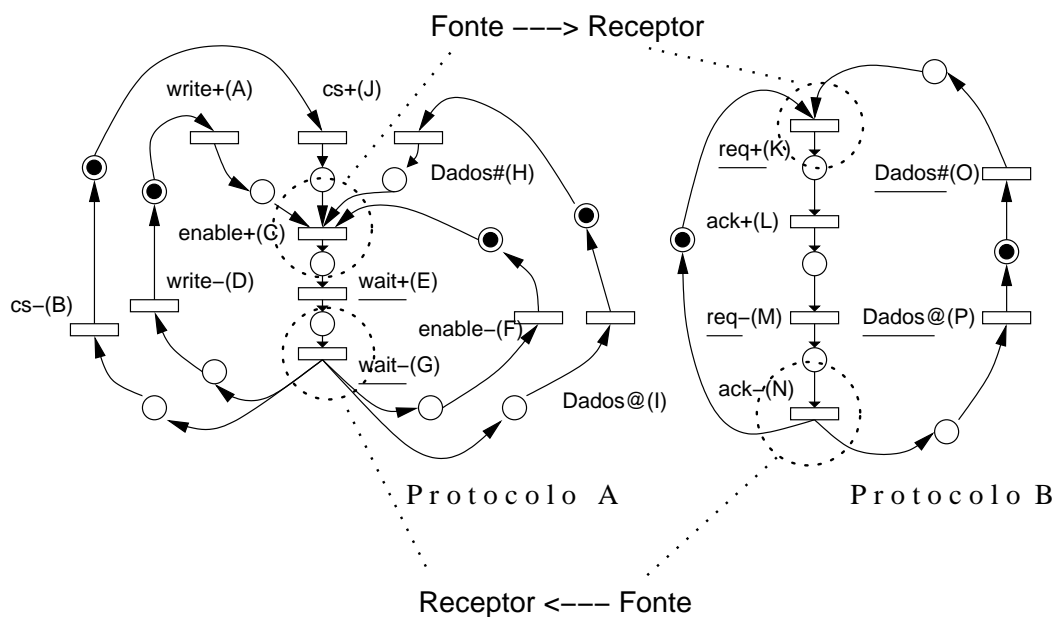 Fonte −−−> Receptor
write+(A)
cs+(J)
Dados#(H)
req+(K)
Dados#(O)
enable+(C)
ack+(L)
write−(D)
wait+(E)
cs−(B)
enable−(F)
req−(M)
Dados@(P)
wait−(G)
Dados@(I)
ack−(N)
Protocolo A
Protocolo B
Receptor <−−− Fonte